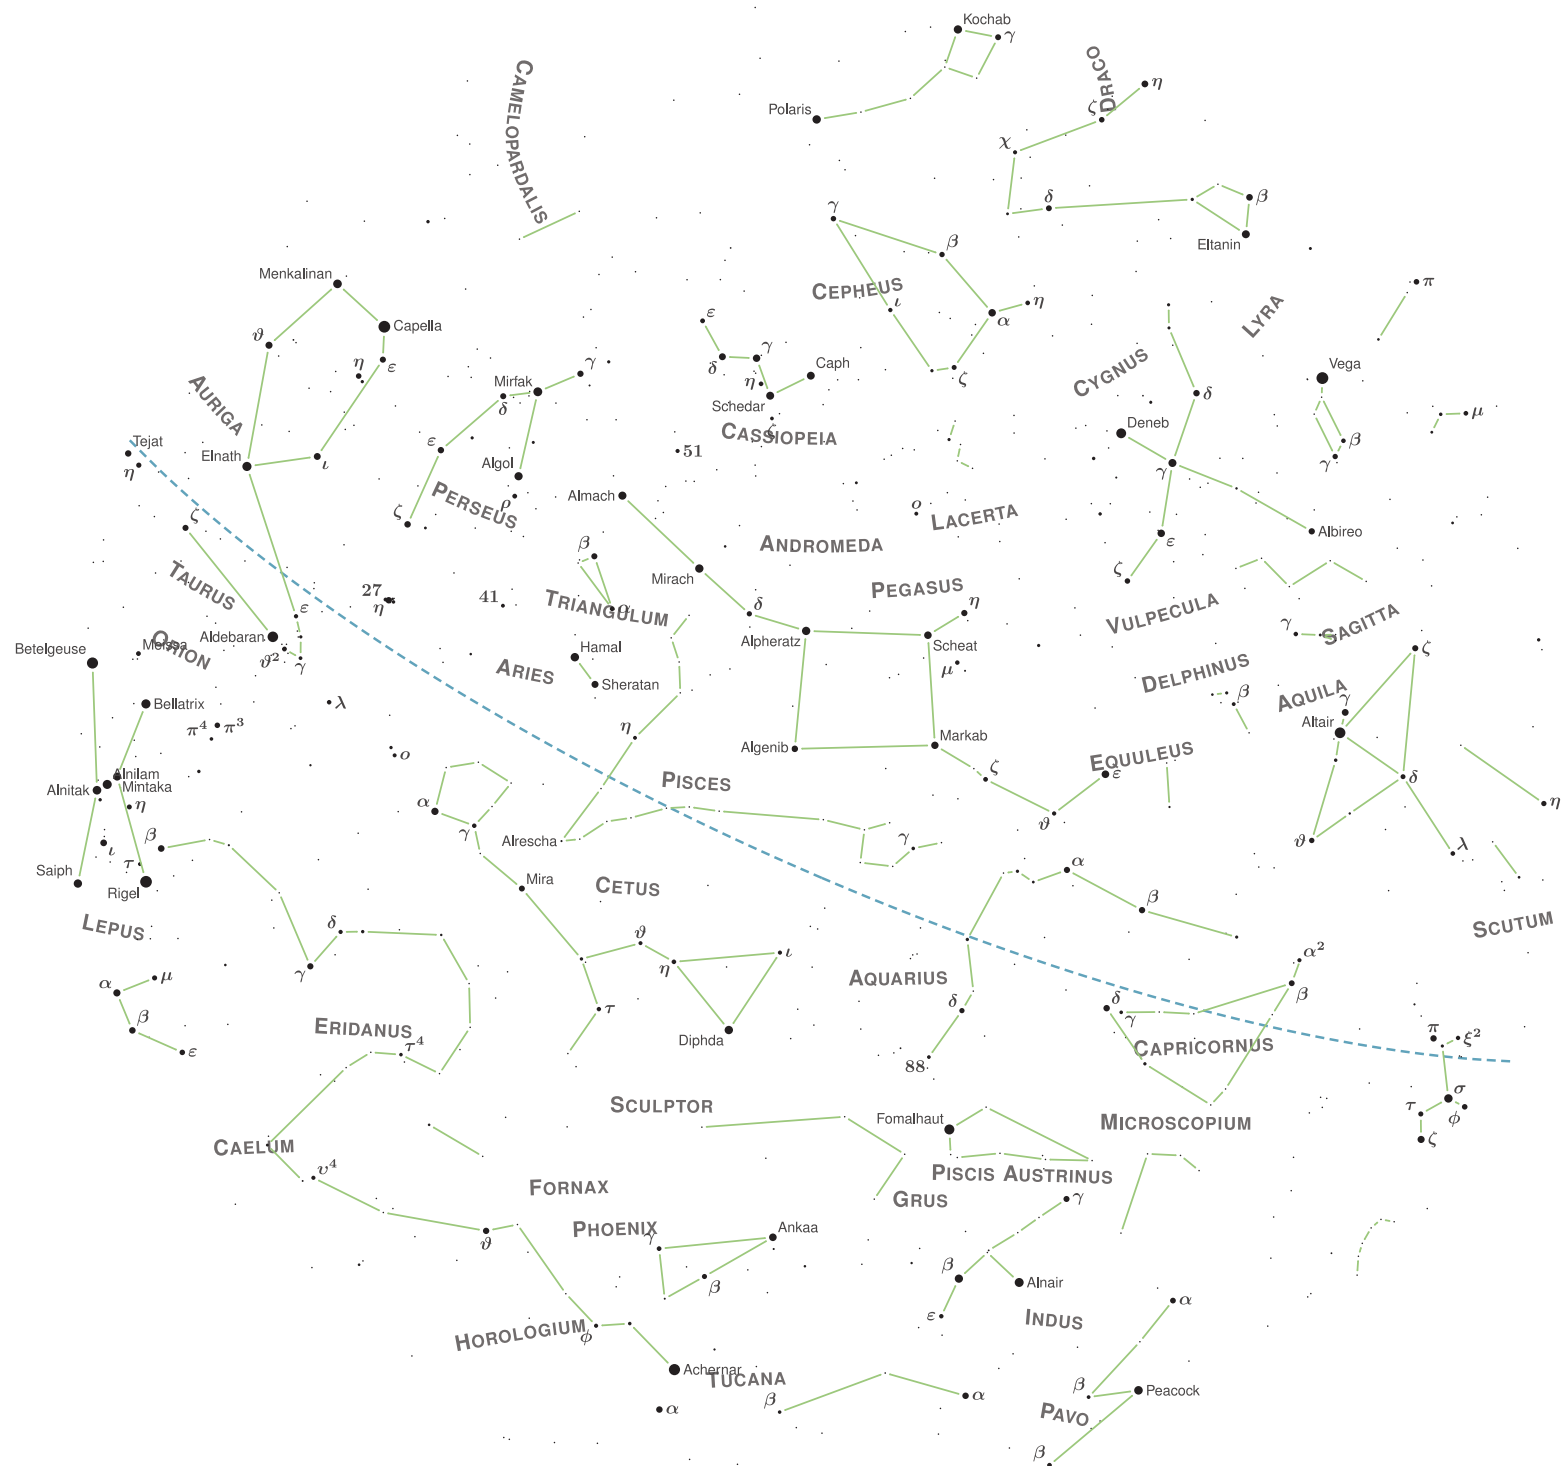 Kochab
γ
Polaris
CAMELOPARDALIS
DRACO
η
ζ
χ
δ
β
Eltanin
γ
β
CEPHEUS
ι
η
α
ζ
π
LYRA
Menkalinan
Capella
ϑ
η
ε
AURIGA
Elnath
ι
ε
δ
γ
Caph
η
Schedar
ζ
CASSIOPEIA
Mirfak
γ
δ
ε
Algol
ρ
PERSEUS
ζ
51
CYGNUS
δ
Deneb
γ
Vega
β
γ
μ
Albireo
ε
ζ
Tejat
η
ζ
TAURUS
Almach
ANDROMEDA
Mirach
δ
ο
LACERTA
β
TRIANGULUM
α
27
η
41
ε
Aldebaran
ϑ²
γ
ORION
Meissa
Betelgeuse
Bellatrix
π⁴
π³
λ
ο
Hamal
ARIES
Sheratan
PEGASUS
η
Alpheratz
Scheat
μ
Algenib
Markab
ζ
ϑ
ε
EQUULEUS
VULPECULA
γ
SAGITTA
DELPHINUS
β
AQUILA
ζ
γ
Altair
δ
ϑ
λ
η
SCUTUM
Alnilam
Alnitak
Mintaka
η
ι
τ
Saiph
Rigel
β
LEPUS
α
μ
β
ε
η
PISCES
Alrescha
γ
α
γ
Mira
CETUS
ϑ
η
ι
τ
Diphda
δ
γ
ERIDANUS
τ⁴
α
β
AQUARIUS
δ
88
α²
β
δ
γ
CAPRICORNUS
π
ξ²
σ
τ
ϕ
ζ
SCULPTOR
Fomalhaut
MICROSCOPIUM
PISCIS AUSTRINUS
CAELUM
υ⁴
FORNAX
GRUS
γ
PHOENIX
γ
Ankaa
β
ϑ
β
Alnair
ε
INDUS
α
HOROLOGIUM
ϕ
Achernar
TUCANA
α
β
α
β
Peacock
PAVO
β